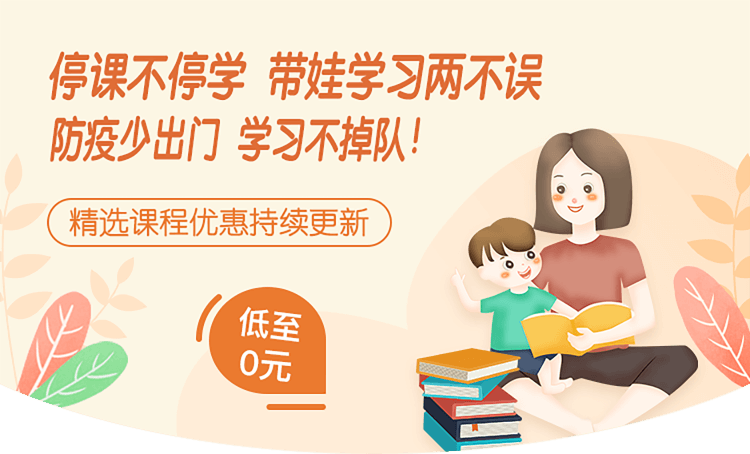 停课不停学 带娃学习两不误
防疫少出门 学习不掉队！
精选课程优惠持续更新
低至
0元